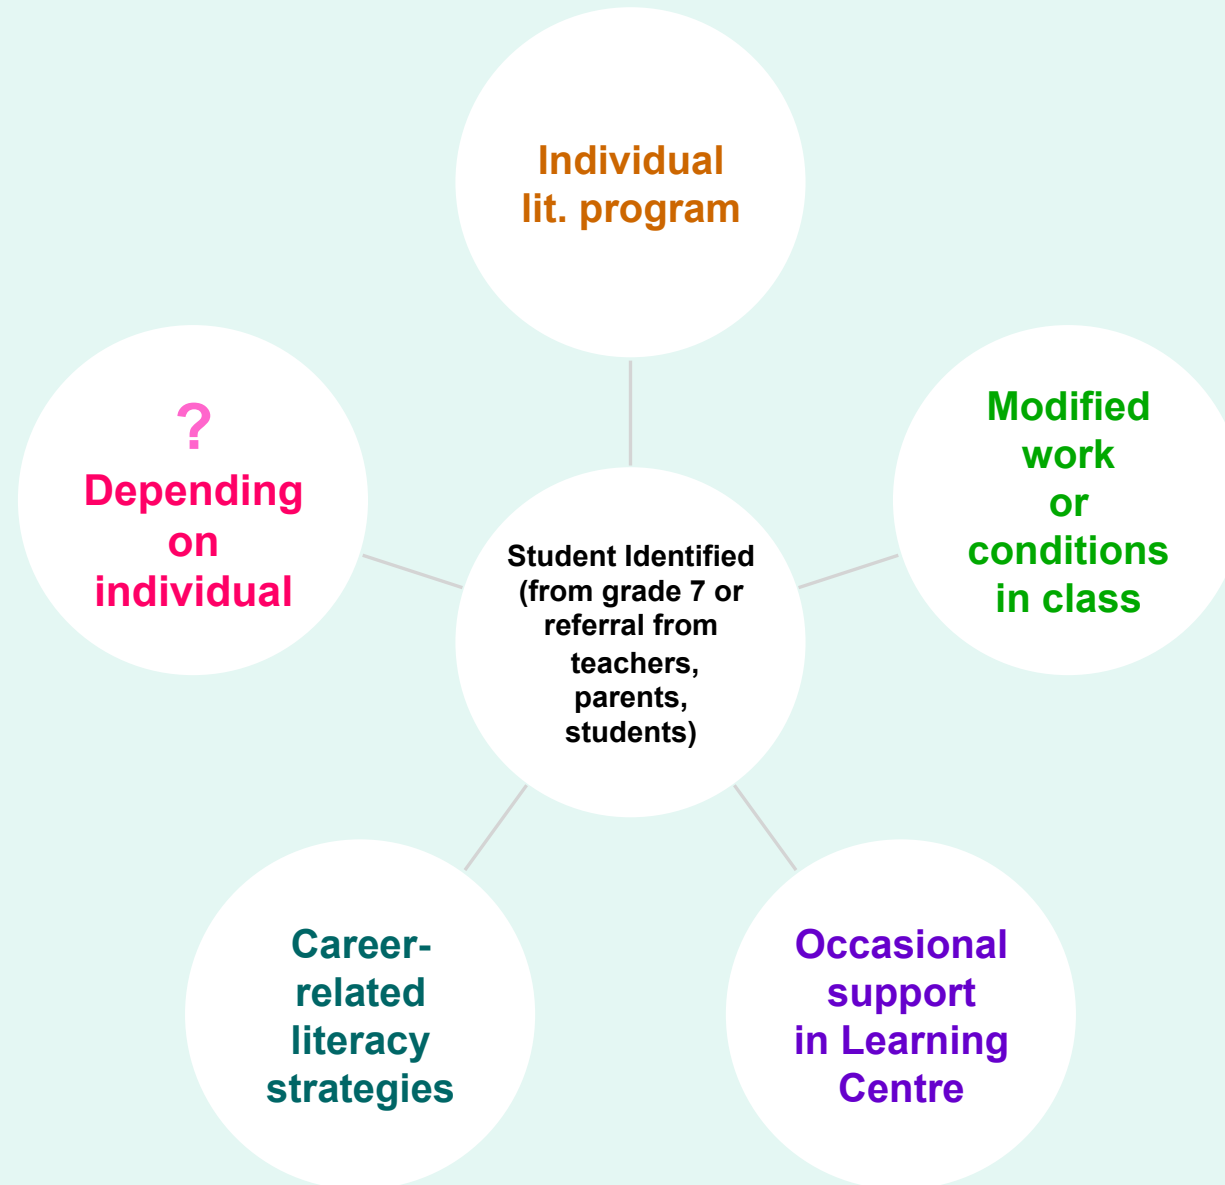 Individual
lit. program
?
Depending
on
individual
Modified
work
or
conditions
in class
Student Identified
(from grade 7 or
referral from
teachers,
parents,
students)
Career-
related
literacy
strategies
Occasional
support
in Learning
Centre